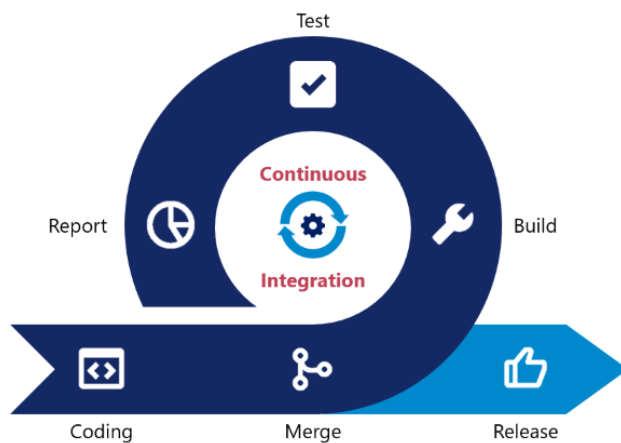 Test
Continuous
Report
Build
Integration
Coding
Merge
Release